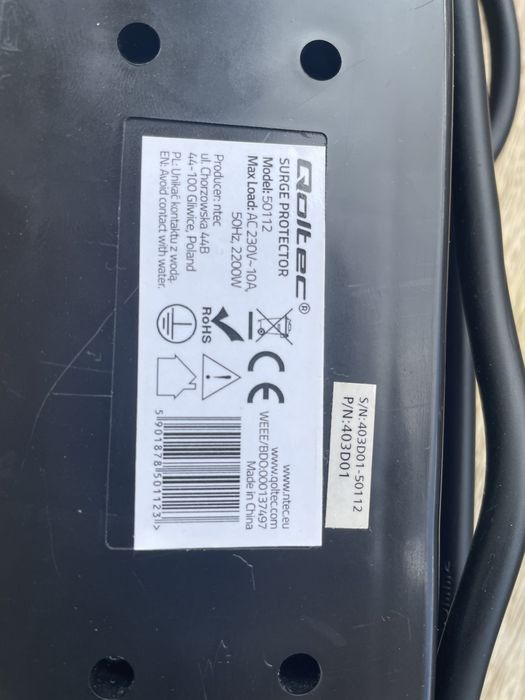 Qoltec®
SURGE PROTECTOR
Model: 50112
Max Load: AC 230V~ 10A,
50Hz, 2200W
Producer: ntec
ul. Chorzowska 44B
44-100 Gliwice, Poland
PL: Unikać kontaktu z wodą.
EN: Avoid contact with water.
CE
RoHS
WEEE/BDO:000137497
www.ntec.eu
www.qoltec.com
Made in China
5901878501123>
S/N:403D01-50112
P/N:403D01